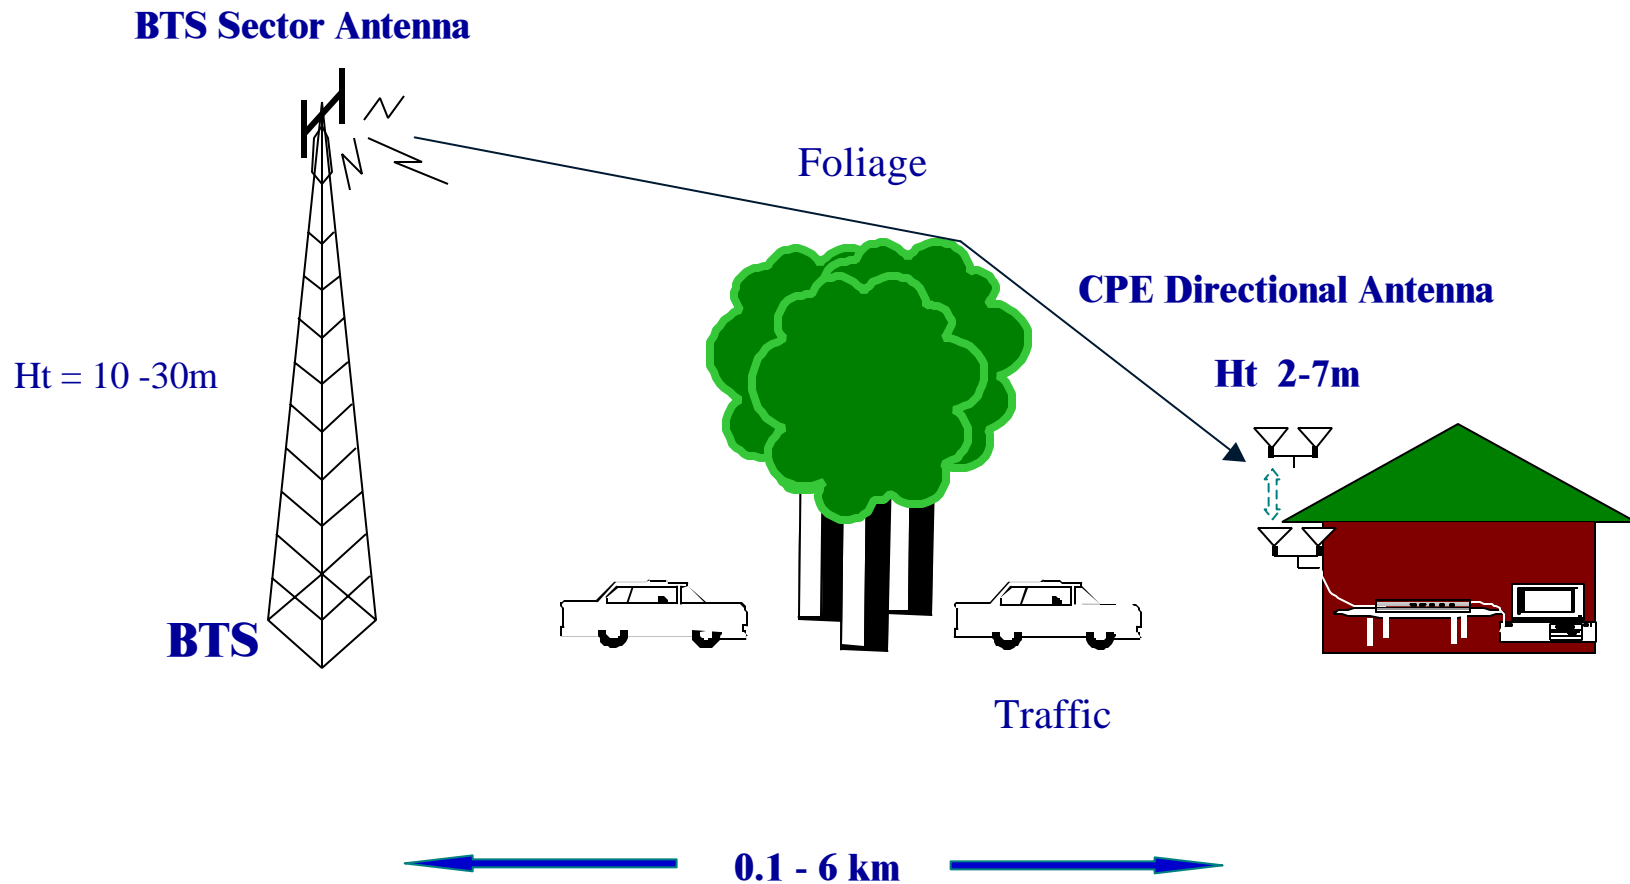 BTS Sector Antenna
Foliage
CPE Directional Antenna
Ht = 10 -30m
Ht 2-7m
BTS
Traffic
0.1 - 6 km